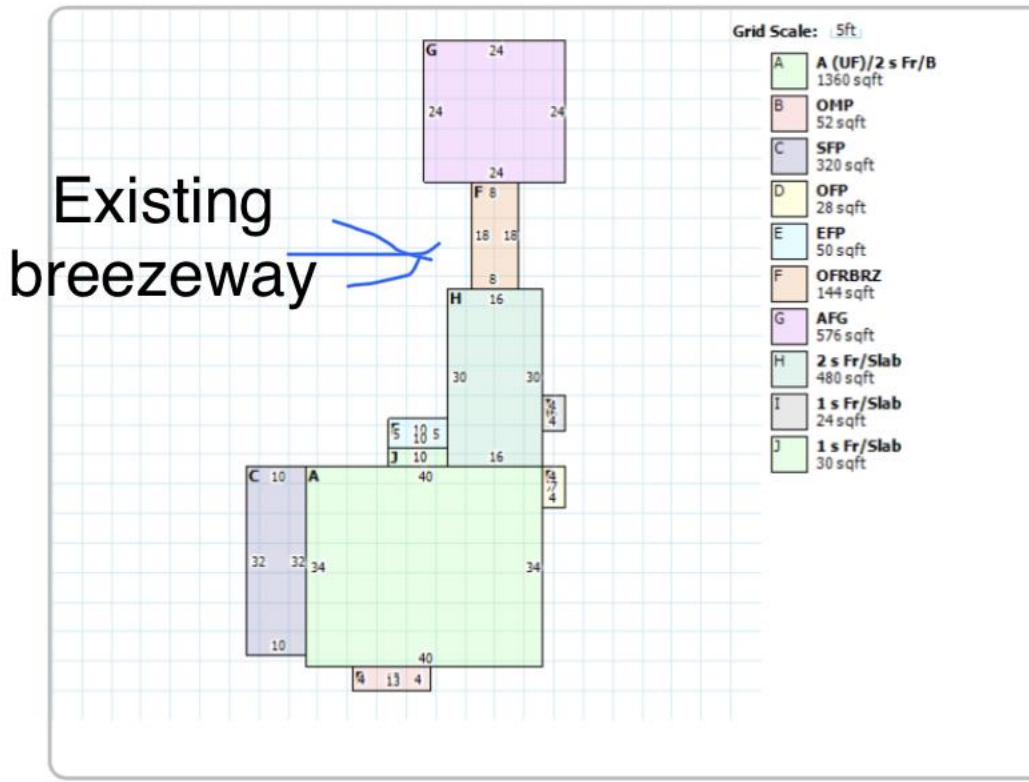 Grid Scale: 5ft
A
A (UF)/2 s Fr/B
1360 sqft
B
OMP
52 sqft
C
SFP
320 sqft
D
OFP
28 sqft
E
EFP
50 sqft
F
OFRBRZ
144 sqft
G
AFG
576 sqft
H
2 s Fr/Slab
480 sqft
I
1 s Fr/Slab
24 sqft
J
1 s Fr/Slab
30 sqft
Existing
breezeway
G 24
24 24
24
F 8
18 18
8
H 16
30 30
4
5 10 5
10
J 10 16
C 10 A 40
4
32 32 34 34
10
40
4 13 4